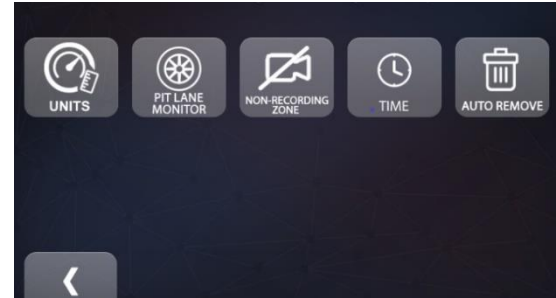 UNITS
PIT LANE
MONITOR
NON-RECORDING
ZONE
TIME
AUTO REMOVE